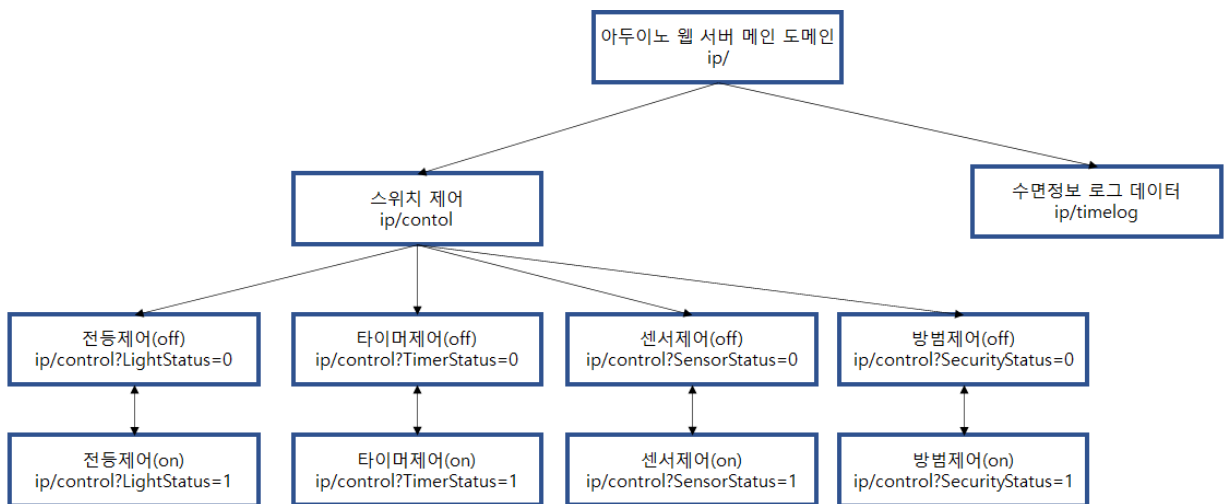 아두이노 웹 서버 메인 도메인
ip/
스위치 제어
ip/contol
수면정보 로그 데이터
ip/timelog
전등제어(off)
ip/control?LightStatus=0
타이머제어(off)
ip/control?TimerStatus=0
센서제어(off)
ip/control?SensorStatus=0
방범제어(off)
ip/control?SecurityStatus=0
전등제어(on)
ip/control?LightStatus=1
타이머제어(on)
ip/control?TimerStatus=1
센서제어(on)
ip/control?SensorStatus=1
방범제어(on)
ip/control?SecurityStatus=1